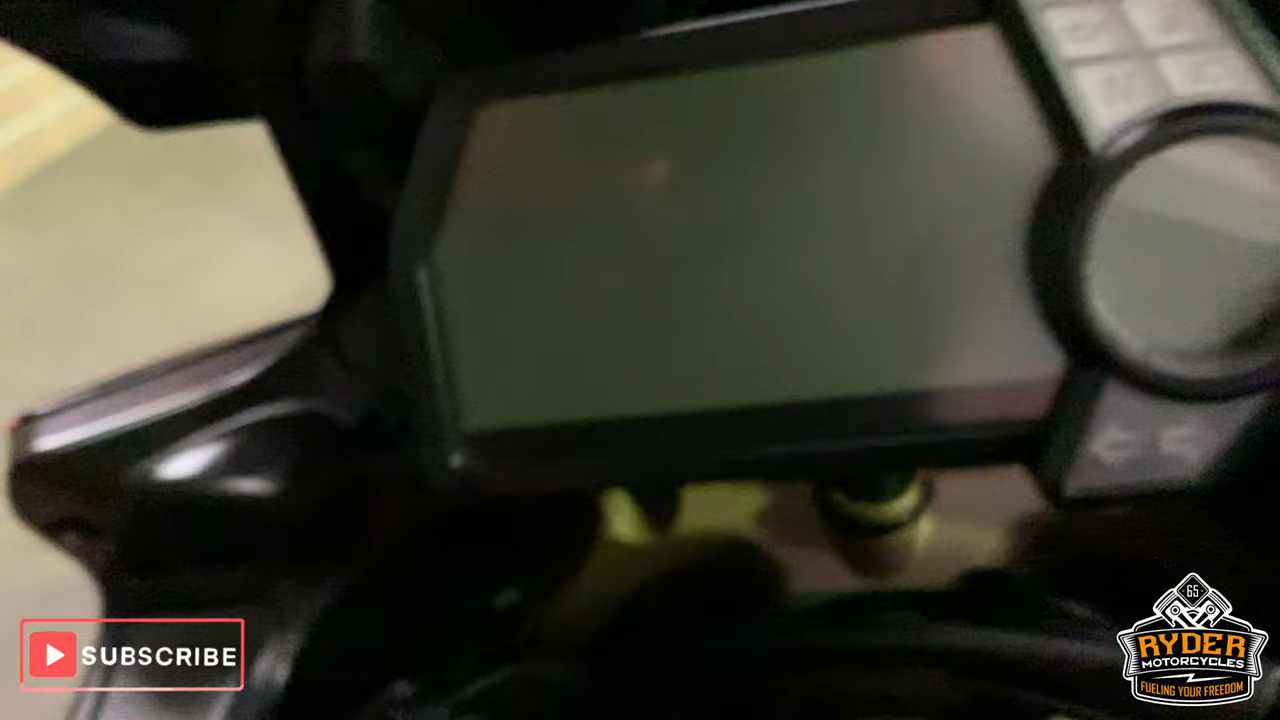 SUBSCRIBE
65
RYDER
MOTORCYCLES
FUELING YOUR FREEDOM